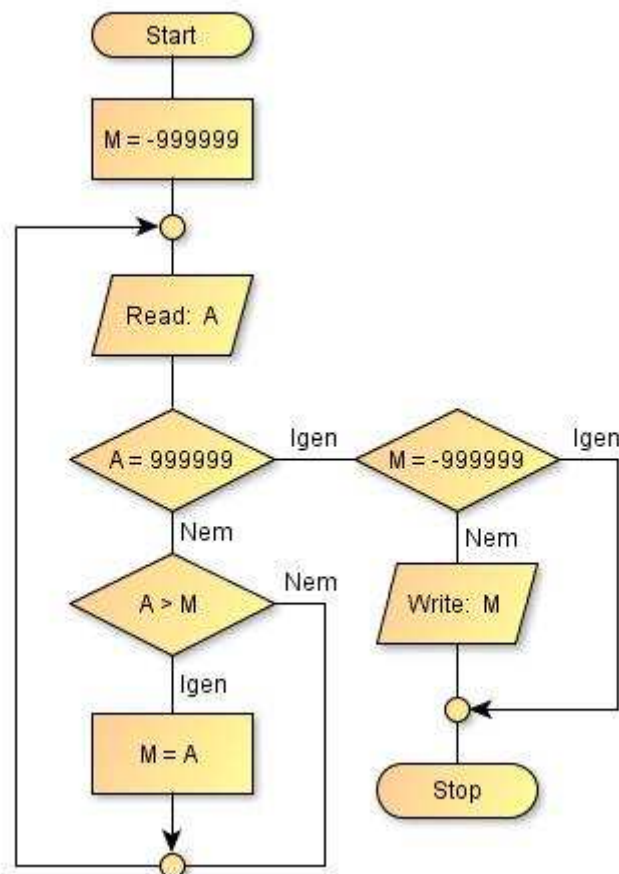 Start
M = -999999
Read: A
A = 999999
Igen
M = -999999
Igen
Nem
Nem
A > M
Nem
Write: M
Igen
M = A
Stop